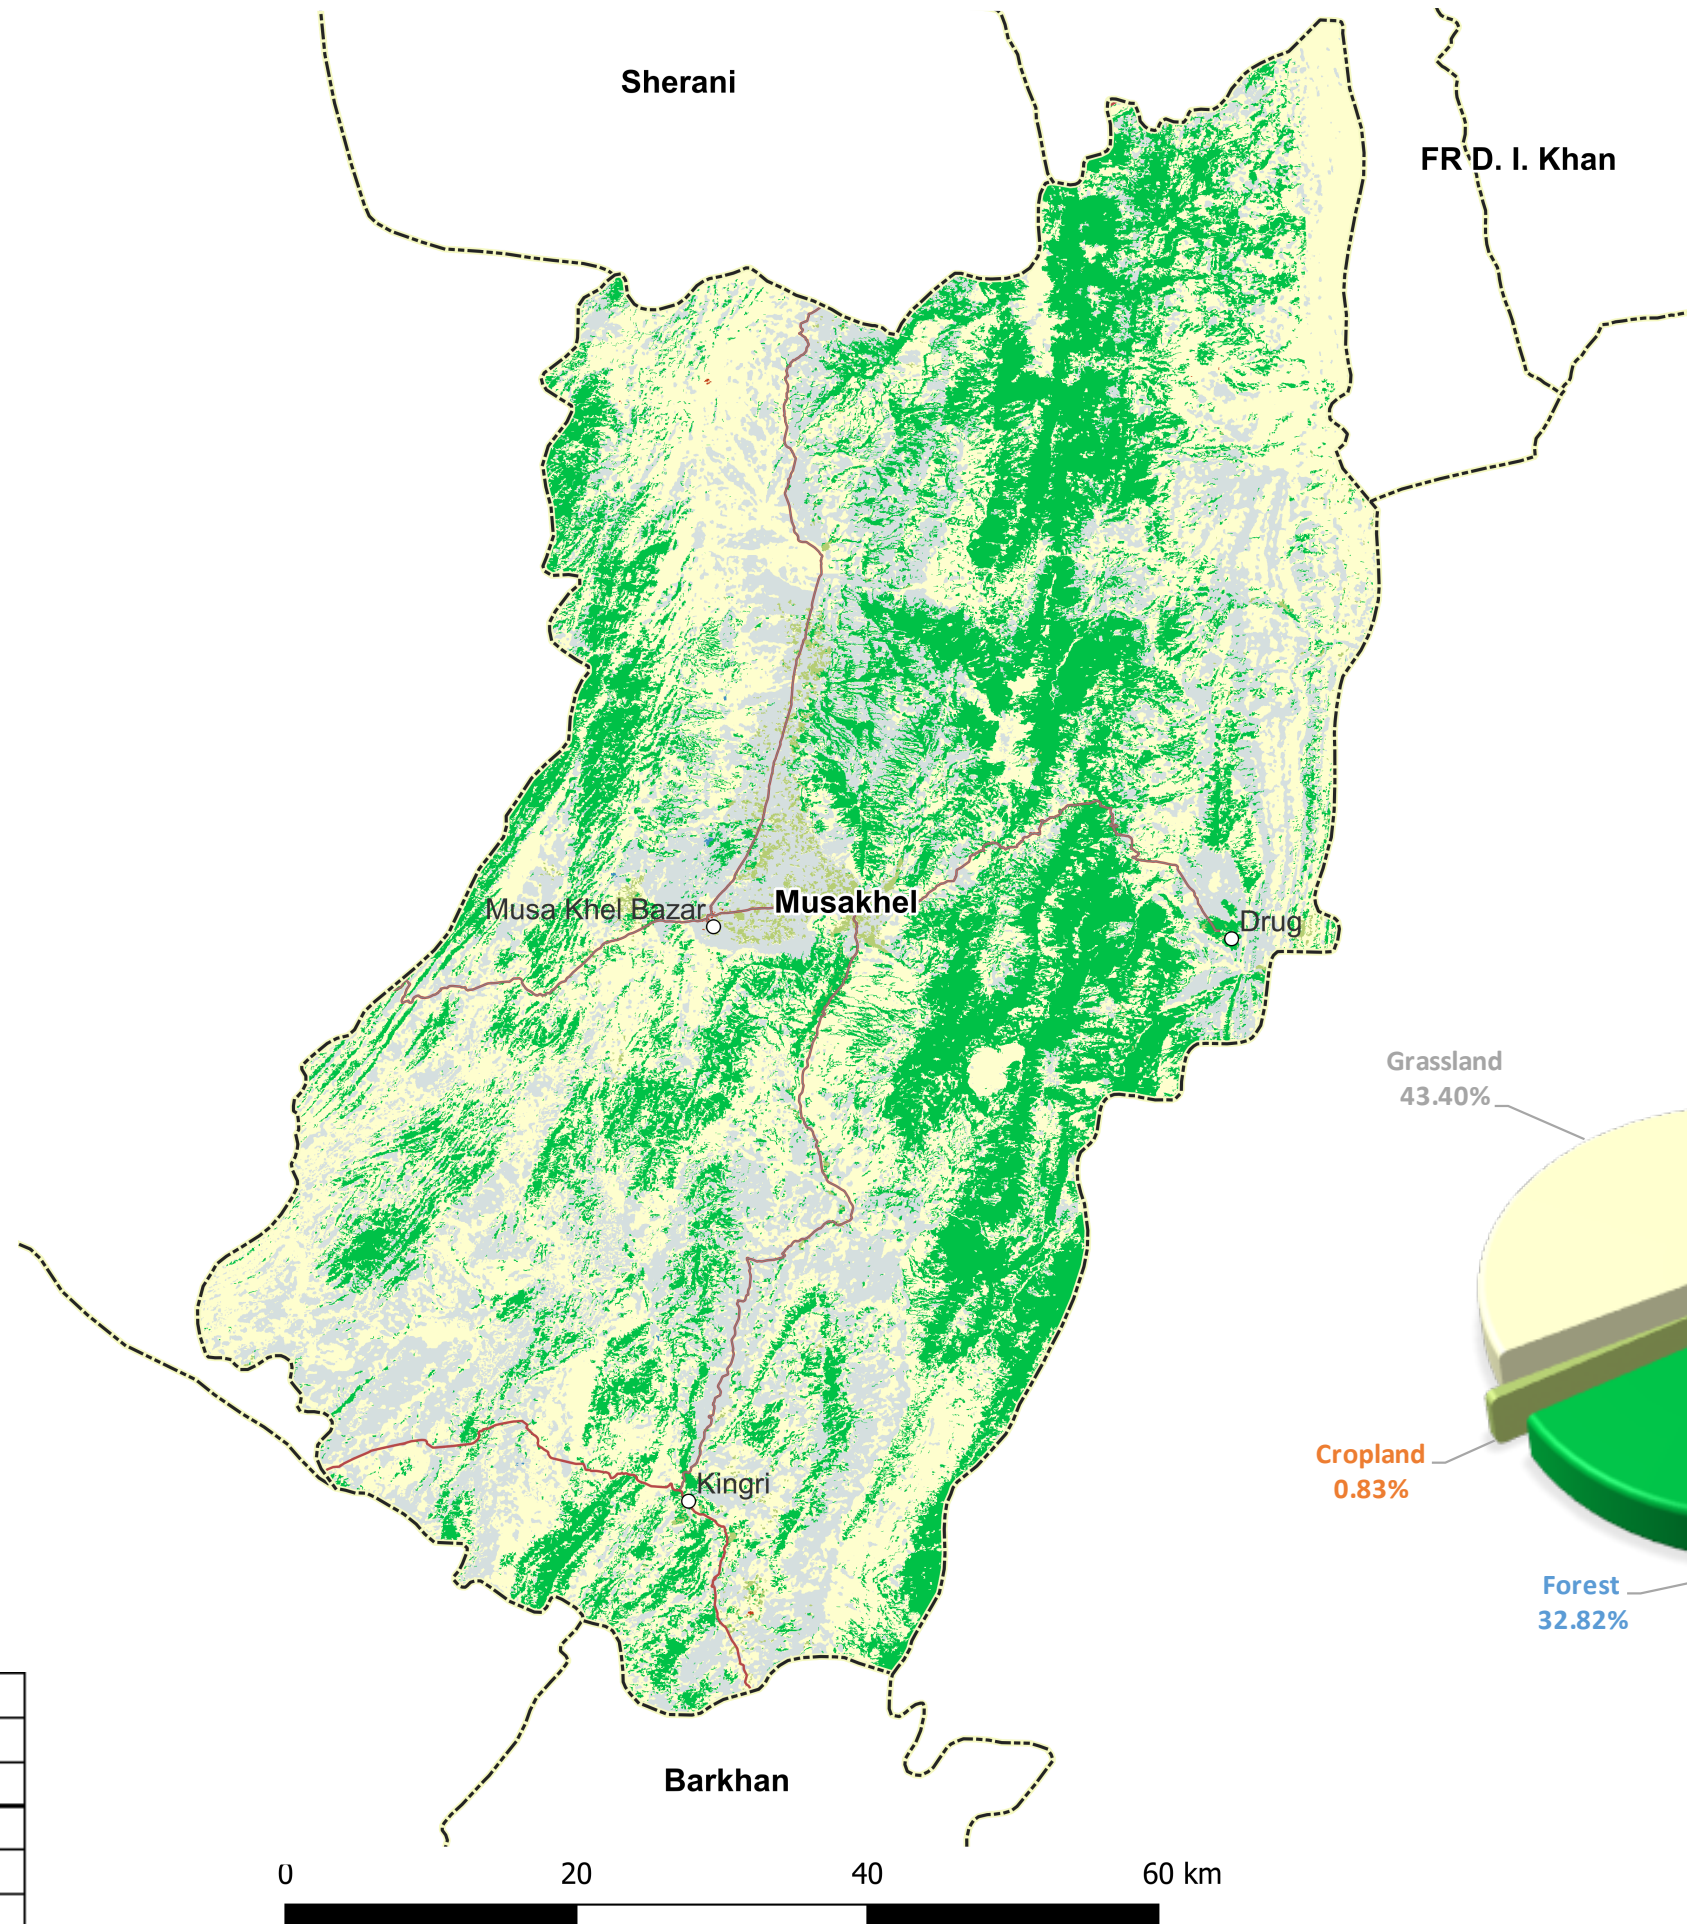 Sherani
FR D. I. Khan
Musa Khel Bazar
Musakhel
Drug
Grassland
43.40%
Cropland
0.83%
Kingri
Forest
32.82%
Barkhan
0 20 40 60 km